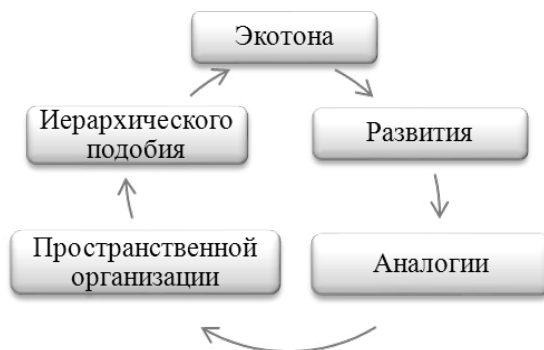 Экотона
Развития
Аналогии
Пространственной
организации
Иерархического
подобия